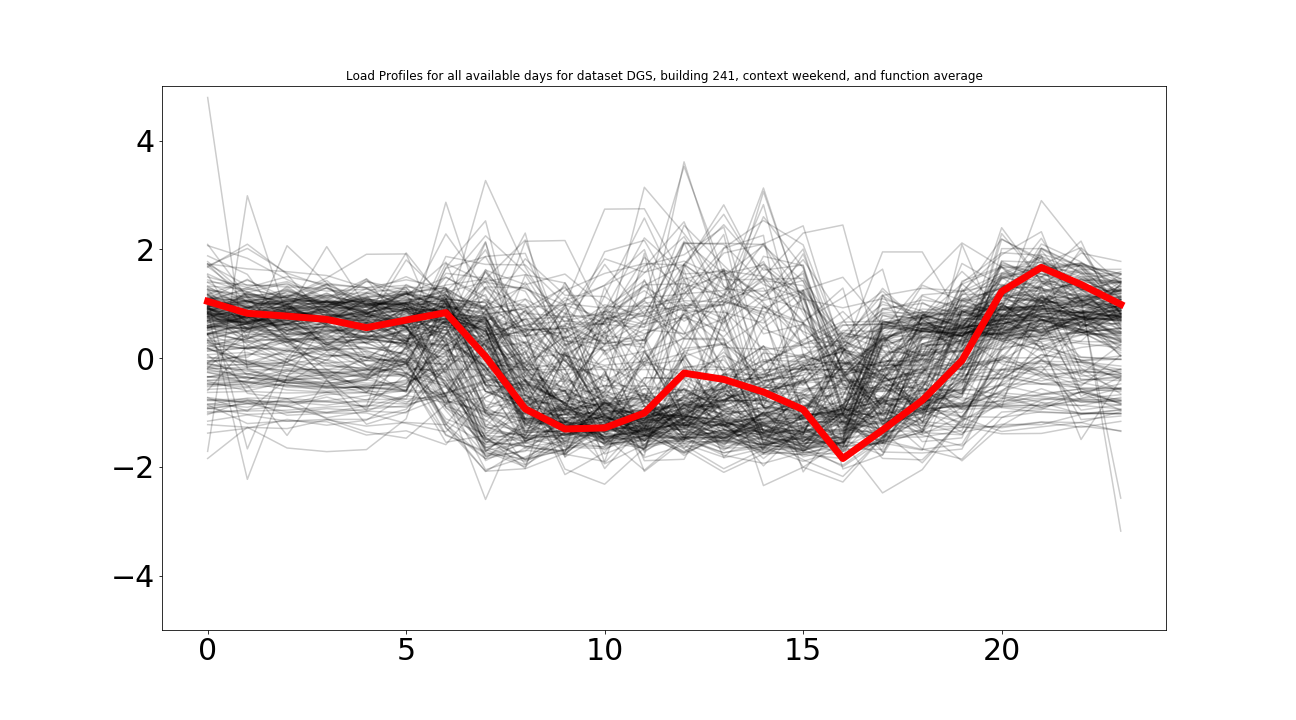 Load Profiles for all available days for dataset DGS, building 241, context weekend, and function average
4
2
0
−2
−4
0 5 10 15 20